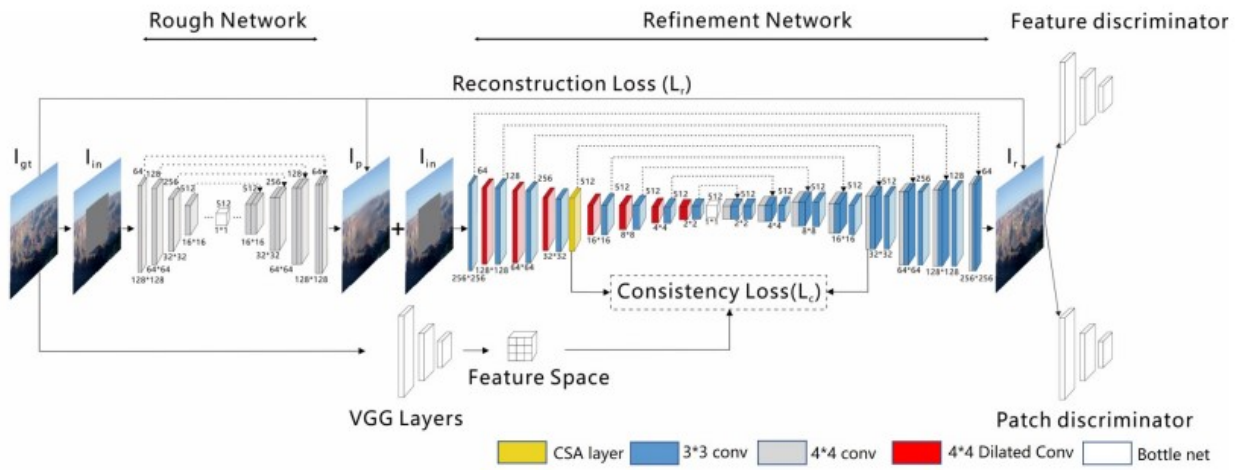 Rough Network
Refinement Network
Feature discriminator
Reconstruction Loss (Lr)
Igt
Iin
Ip
Iin
Ir
64 128 256 512 512 512 256 128 64
128*128 64*64 32*32 16*16 1*1 16*16 32*32 64*64 128*128
+
64 128 256 512 512 512 512 512 512 512 512 512 512 512 256 128 64
256*256 128*128 64*64 32*32 16*16 8*8 4*4 2*2 1*1 2*2 4*4 8*8 16*16 32*32 64*64 128*128 256*256
Consistency Loss(Lc)
Feature Space
VGG Layers
Patch discriminator
CSA layer
3*3 conv
4*4 conv
4*4 Dilated Conv
Bottle net